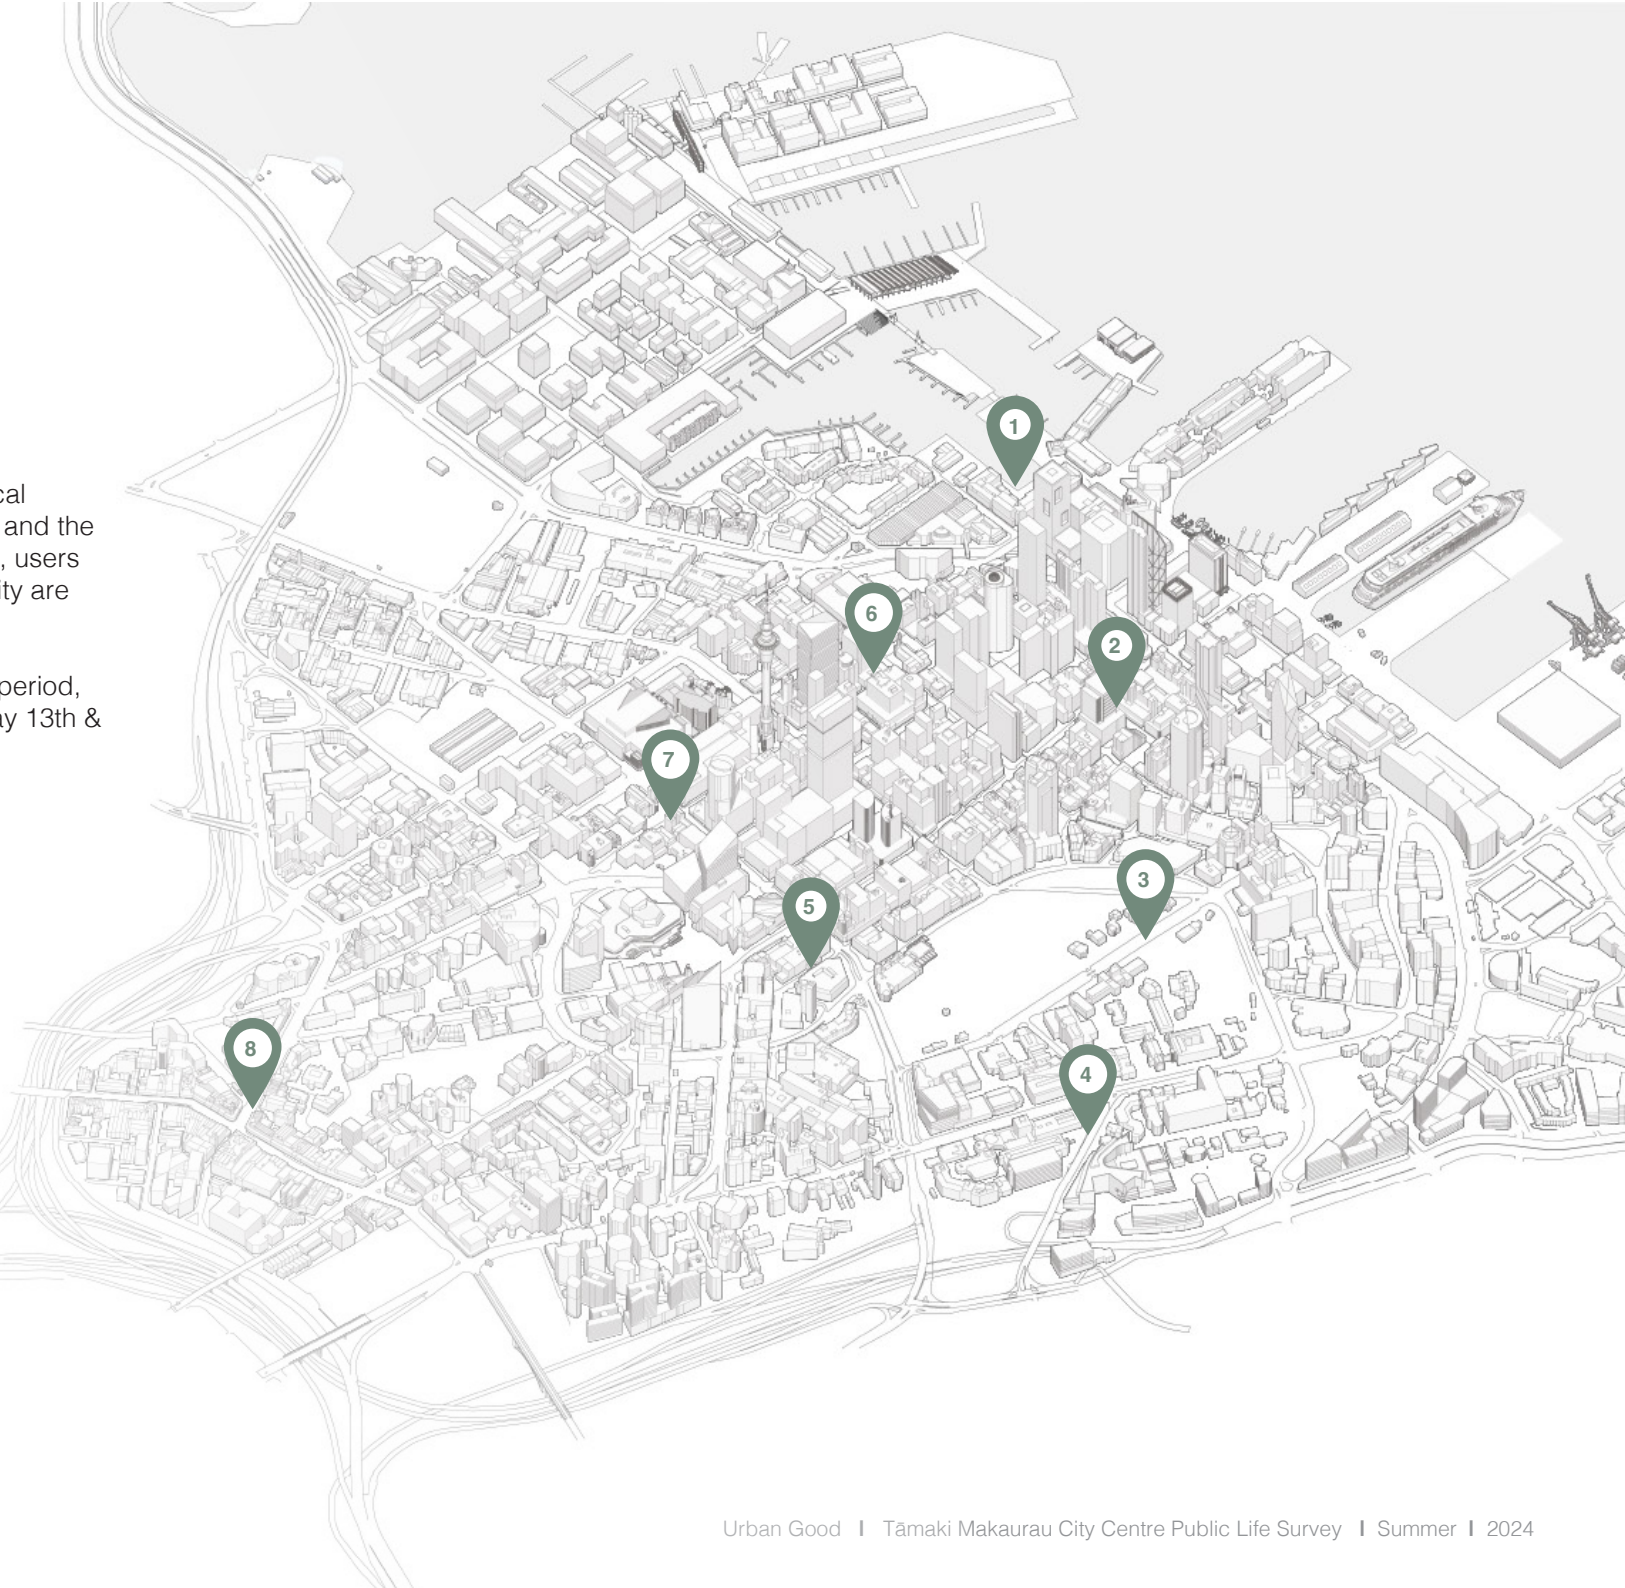 cal
and the
, users
ity are
period,
ay 13th &
1
6
2
7
3
5
8
4
Urban Good I Tāmaki Makaurau City Centre Public Life Survey I Summer I 2024